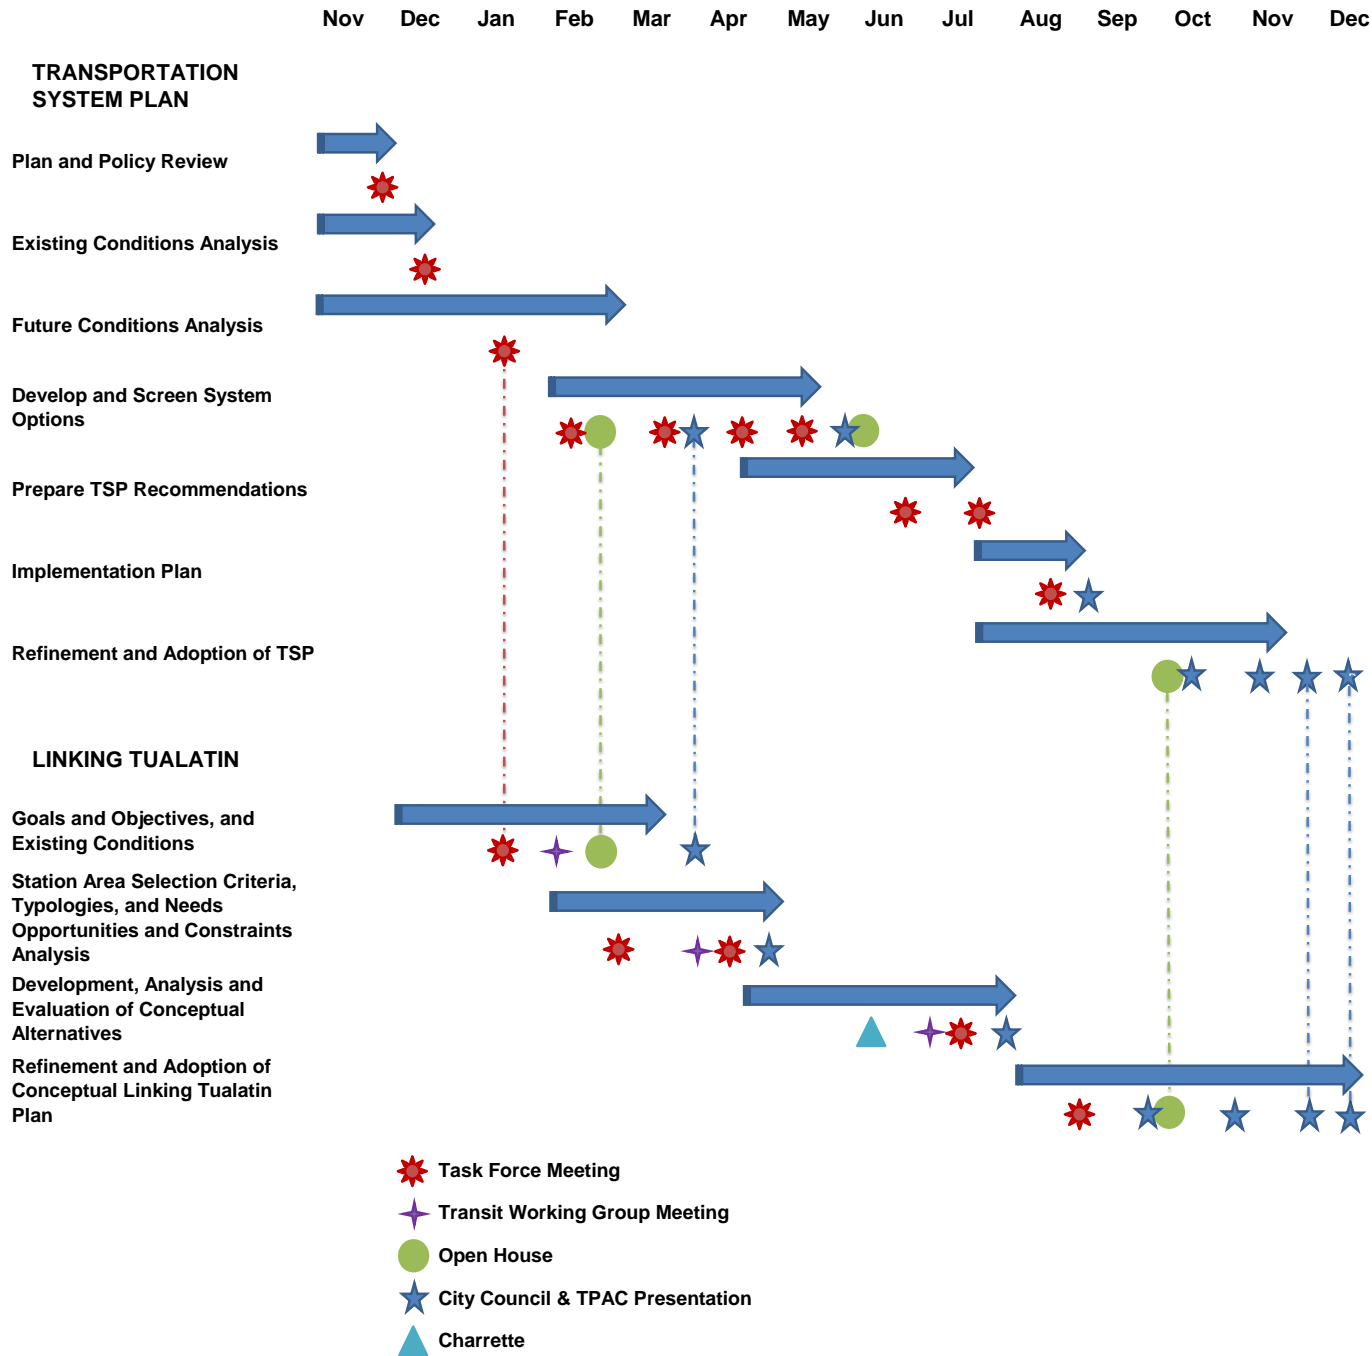 Nov Dec Jan Feb Mar Apr May Jun Jul Aug Sep Oct Nov Dec
TRANSPORTATION
SYSTEM PLAN
Plan and Policy Review
Existing Conditions Analysis
Future Conditions Analysis
Develop and Screen System
Options
Prepare TSP Recommendations
Implementation Plan
Refinement and Adoption of TSP
LINKING TUALATIN
Goals and Objectives, and
Existing Conditions
Station Area Selection Criteria,
Typologies, and Needs
Opportunities and Constraints
Analysis
Development, Analysis and
Evaluation of Conceptual
Alternatives
Refinement and Adoption of
Conceptual Linking Tualatin
Plan
Task Force Meeting
Transit Working Group Meeting
Open House
City Council & TPAC Presentation
Charrette